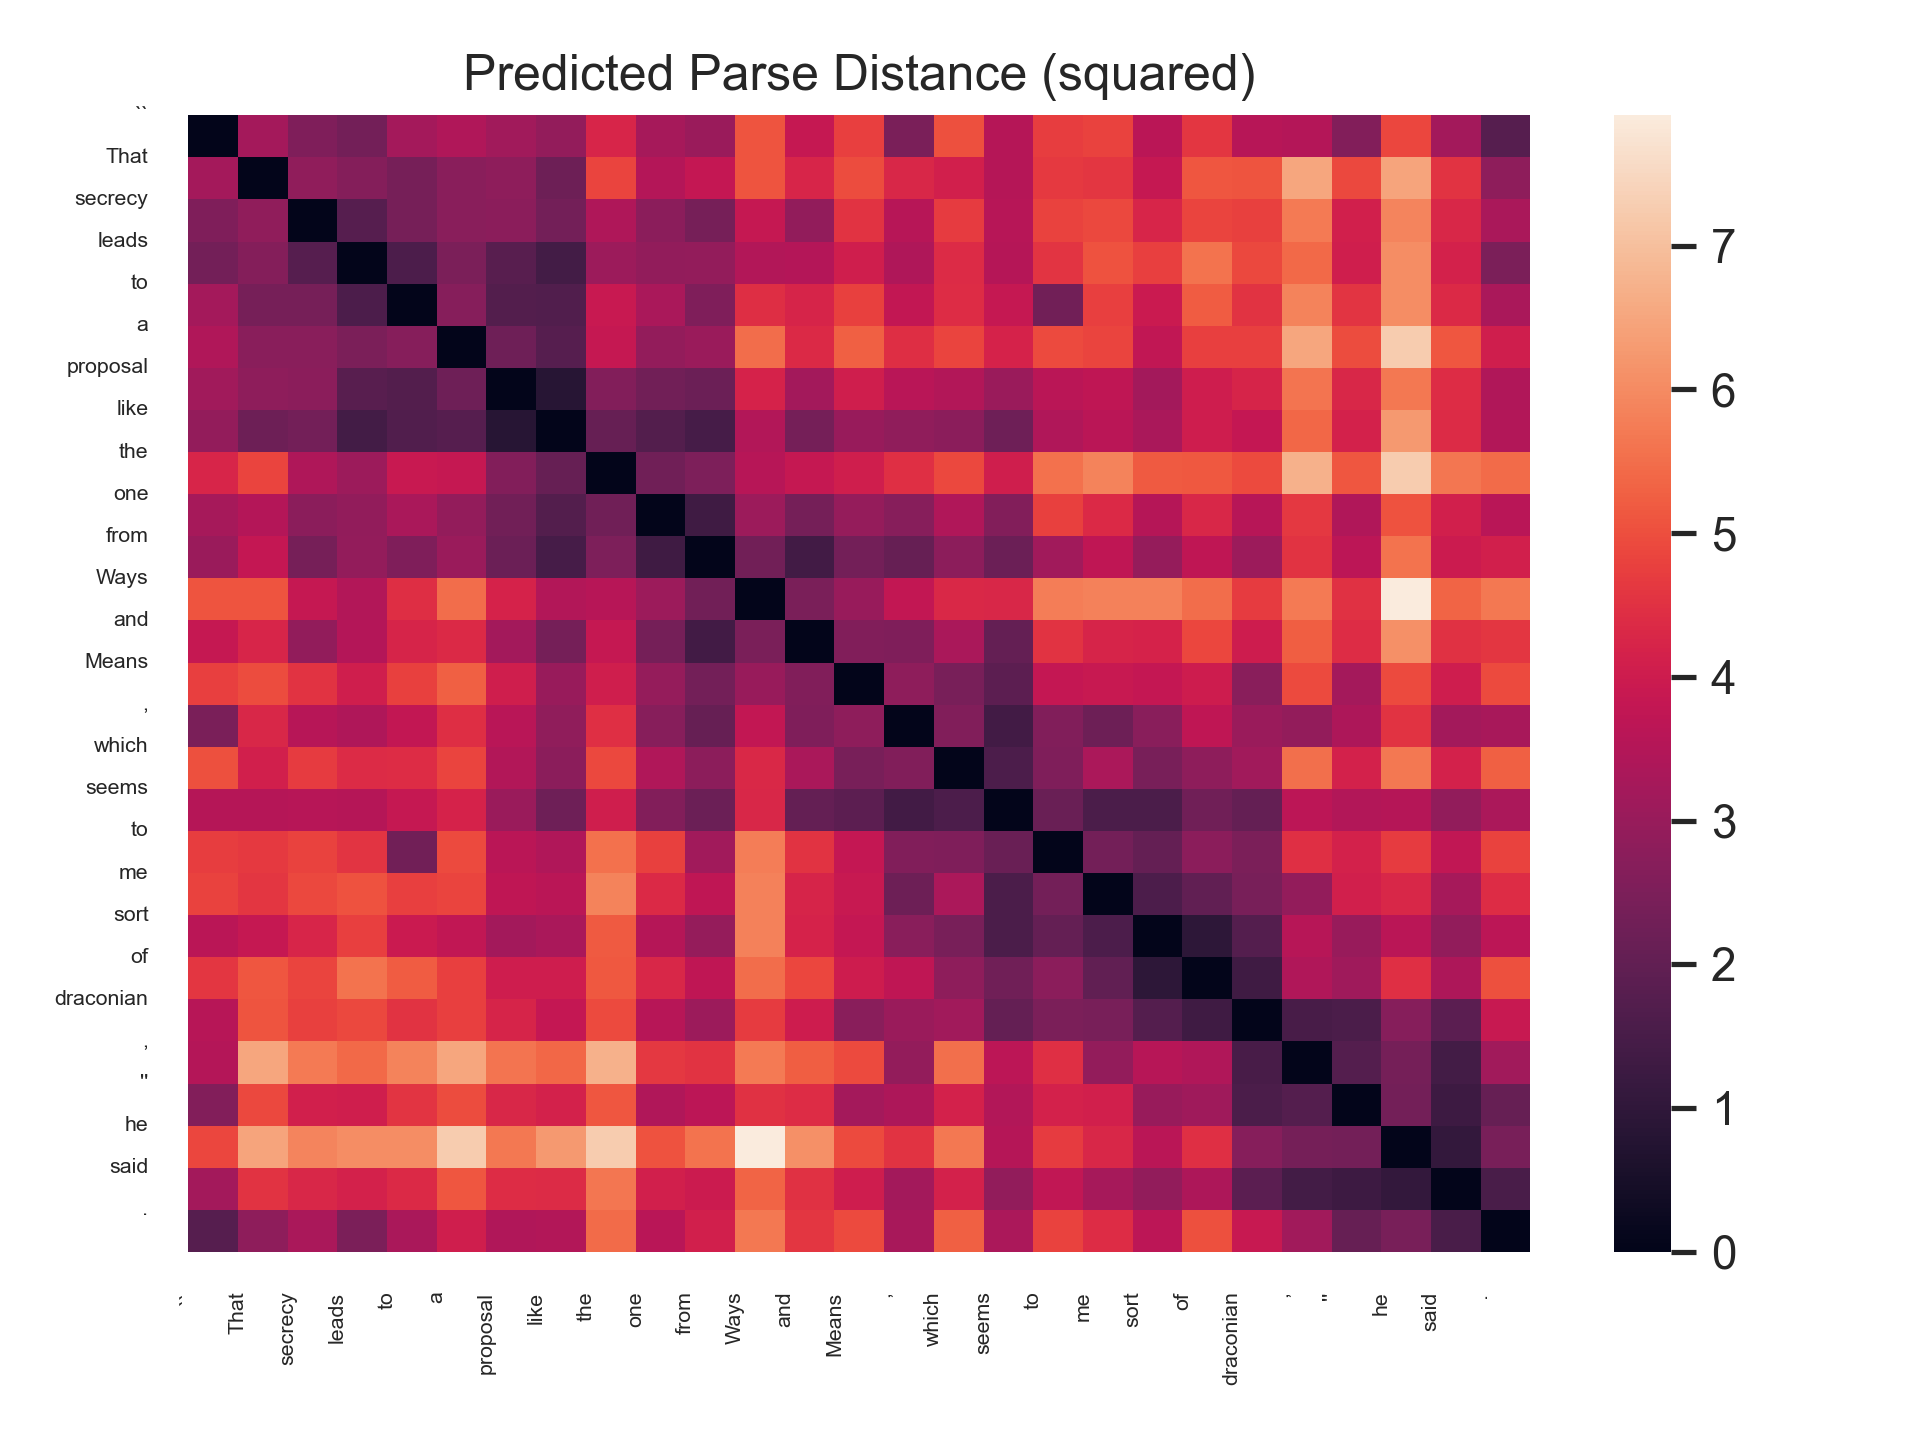 Predicted Parse Distance (squared)
``
That
secrecy
leads
to
a
proposal
like
the
one
from
Ways
and
Means
,
which
seems
to
me
sort
of
draconian
,
''
he
said
.
7
6
5
4
3
2
1
0
``
That
secrecy
leads
to
a
proposal
like
the
one
from
Ways
and
Means
,
which
seems
to
me
sort
of
draconian
,
''
he
said
.